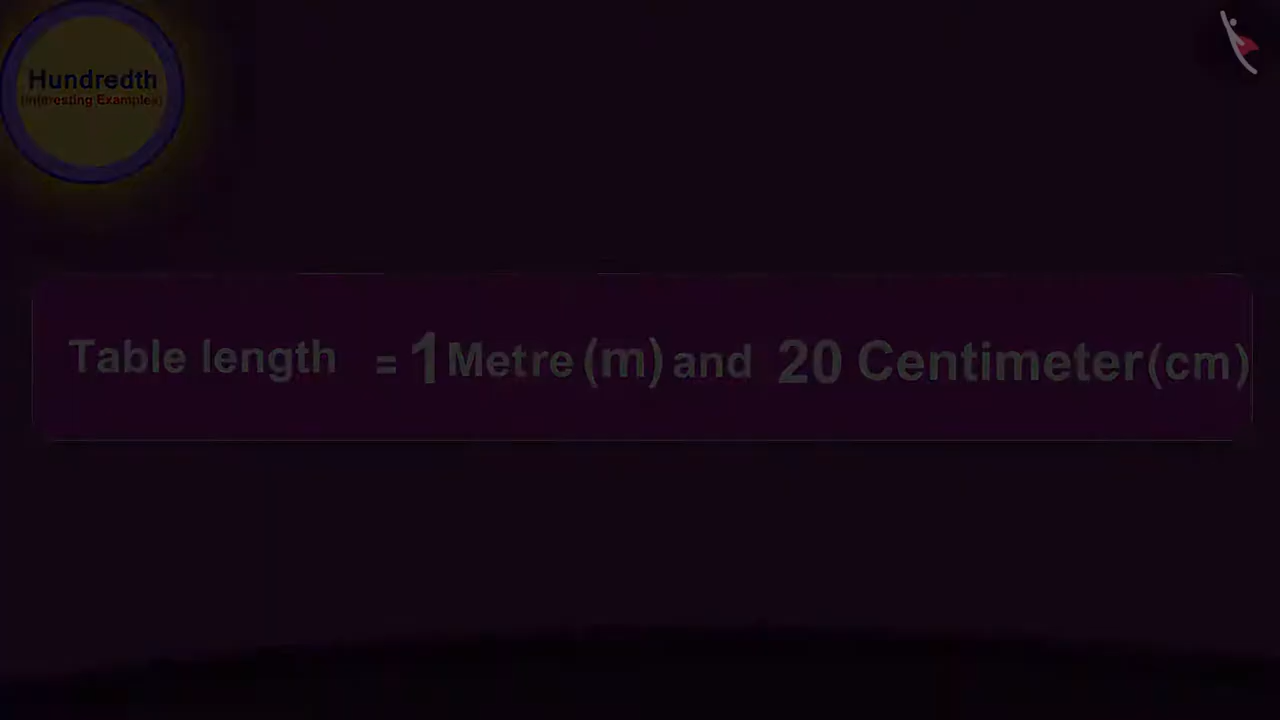 Hundredth
(Interesting Examples)
Table length = 1 Metre (m) and 20 Centimeter (cm)